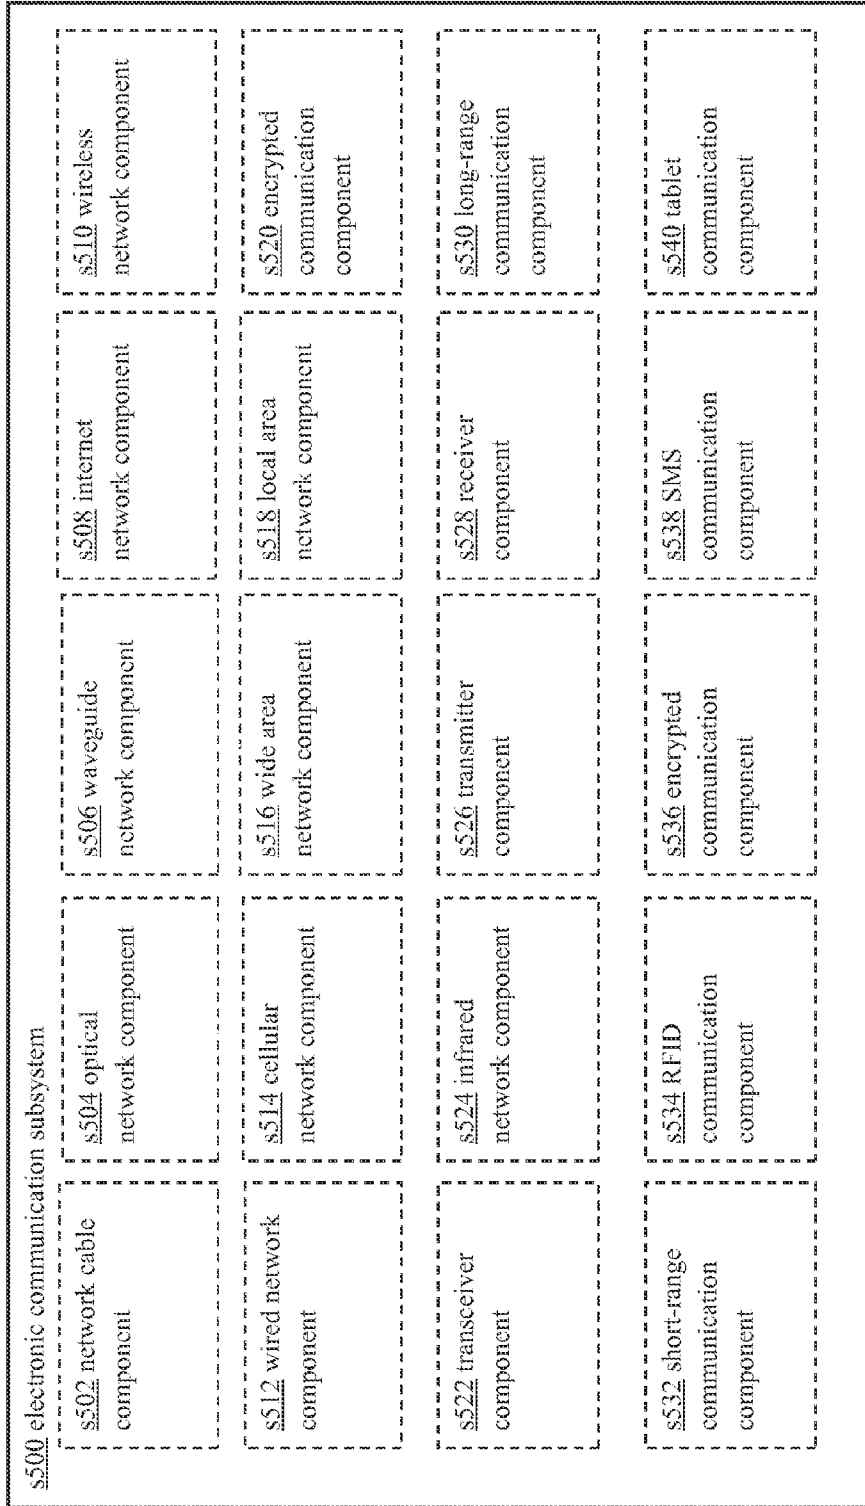 s500 electronic communication subsystem
s502 network cable
component
s504 optical
network component
s506 waveguide
network component
s508 internet
network component
s510 wireless
network component
s512 wired network
component
s514 cellular
network component
s516 wide area
network component
s518 local area
network component
s520 encrypted
communication
component
s522 transceiver
component
s524 infrared
network component
s526 transmitter
component
s528 receiver
component
s530 long-range
communication
component
s532 short-range
communication
component
s534 RFID
communication
component
s536 encrypted
communication
component
s538 SMS
communication
component
s540 tablet
communication
component